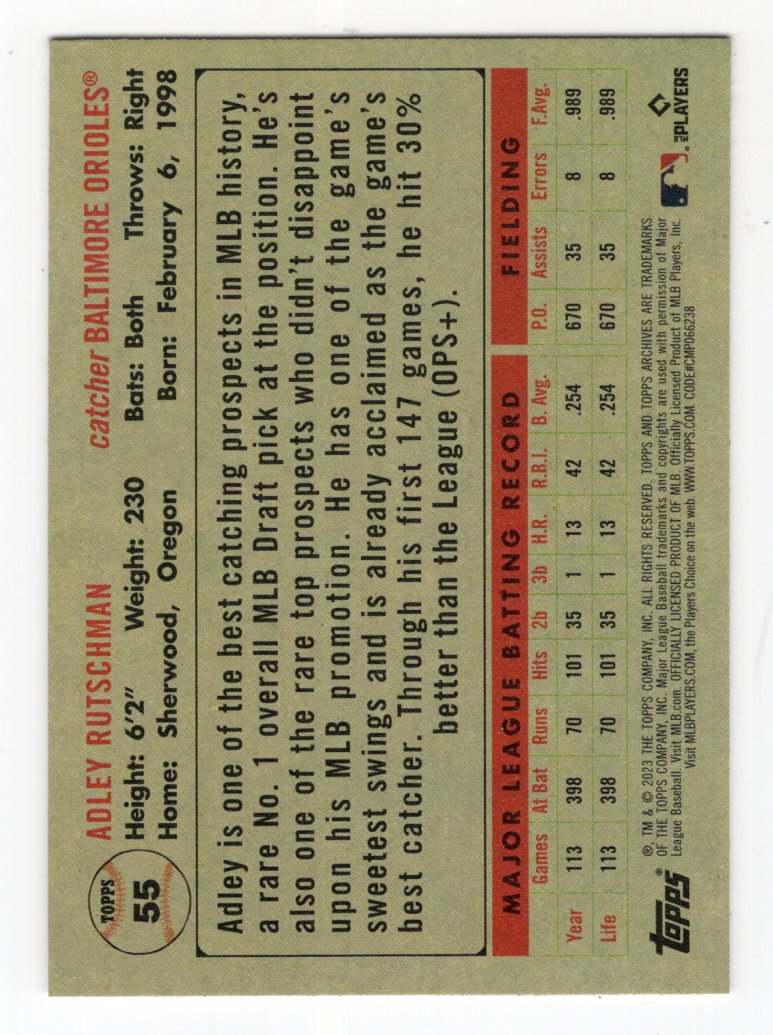 TOPPS
55
ADLEY RUTSCHMAN catcher BALTIMORE ORIOLES®
Height: 6'2" Weight: 230 Bats: Both Throws: Right
Home: Sherwood, Oregon Born: February 6, 1998
Adley is one of the best catching prospects in MLB history,
a rare No. 1 overall MLB Draft pick at the position. He's
also one of the rare top prospects who didn't disappoint
upon his MLB promotion. He has one of the game's
sweetest swings and is already acclaimed as the game's
best catcher. Through his first 147 games, he hit 30%
better than the League (OPS+).
MAJOR LEAGUE BATTING RECORD FIELDING
Games At Bat Runs Hits 2b 3b H.R. R.B.I. B. Avg. P.O. Assists Errors F.Avg.
Year 113 398 70 101 35 1 13 42 .254 670 35 8 .989
Life 113 398 70 101 35 1 13 42 .254 670 35 8 .989
topps®
®, TM & © 2023 THE TOPPS COMPANY, INC. ALL RIGHTS RESERVED. TOPPS AND TOPPS ARCHIVES ARE TRADEMARKS
OF THE TOPPS COMPANY, INC. Major League Baseball trademarks and copyrights are used with permission of Major
League Baseball. Visit MLB.com. OFFICIALLY LICENSED PRODUCT OF MLB. Officially Licensed Product of MLB Players, Inc.
Visit MLBPLAYERS.COM, the Players Choice on the web. WWW.TOPPS.COM. CODE#CMP066238
MLB PLAYERS